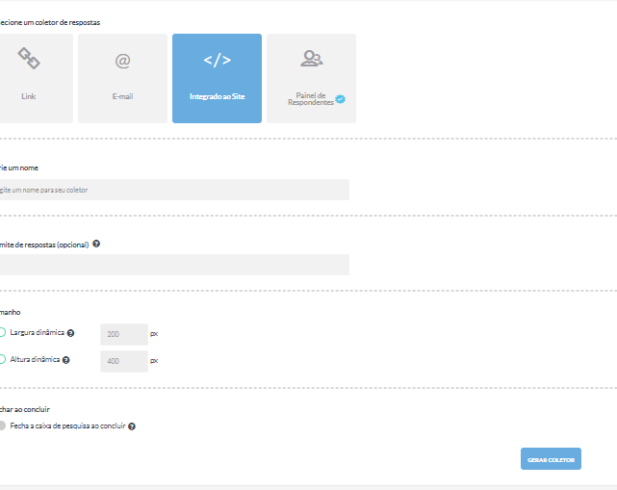 ecione um coletor de respostas
@
</>
Link
E-mail
Integrado ao Site
Painel de
Respondentes
rie um nome
gite um nome para seu coletor
mite de respostas (opcional) ?
manho
Largura dinâmica ? 200 px
Altura dinâmica ? 400 px
char ao concluir
Fecha a caixa de pesquisa ao concluir ?
GERAR COLETOR